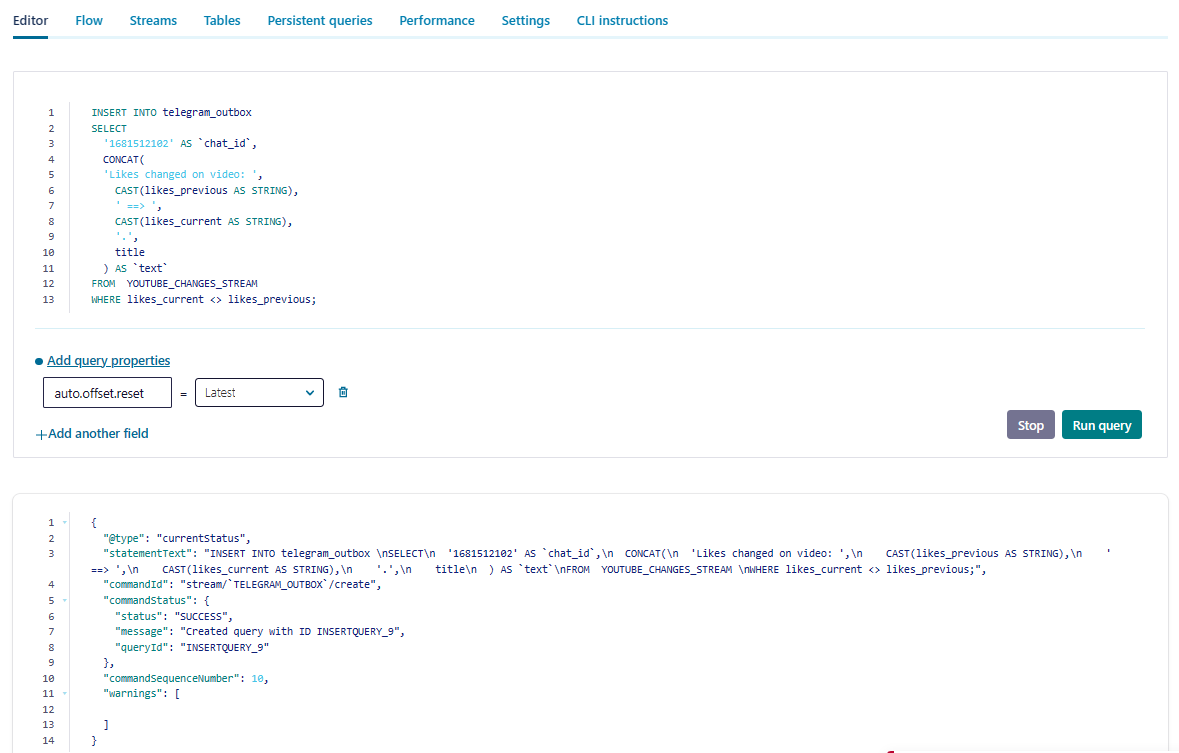 Editor Flow Streams Tables Persistent queries Performance Settings CLI instructions
1 INSERT INTO telegram_outbox
2 SELECT
3 '1681512102' AS `chat_id`,
4 CONCAT(
5 'Likes changed on video: ',
6 CAST(likes_previous AS STRING),
7 ' ==> ',
8 CAST(likes_current AS STRING),
9 '.',
10 title
11 ) AS `text`
12 FROM  YOUTUBE_CHANGES_STREAM
13 WHERE likes_current <> likes_previous;
Add query properties
auto.offset.reset = Latest
+Add another field
Stop Run query
1 {
2 "@type": "currentStatus",
3 "statementText": "INSERT INTO telegram_outbox \nSELECT\n  '1681512102' AS `chat_id`,\n  CONCAT(\n  'Likes changed on video: ',\n    CAST(likes_previous AS STRING),\n    '
==> ',\n    CAST(likes_current AS STRING),\n    '.',\n    title\n  ) AS `text`\nFROM  YOUTUBE_CHANGES_STREAM \nWHERE likes_current <> likes_previous;",
4 "commandId": "stream/`TELEGRAM_OUTBOX`/create",
5 "commandStatus": {
6 "status": "SUCCESS",
7 "message": "Created query with ID INSERTQUERY_9",
8 "queryId": "INSERTQUERY_9"
9 },
10 "commandSequenceNumber": 10,
11 "warnings": [
12
13 ]
14 }